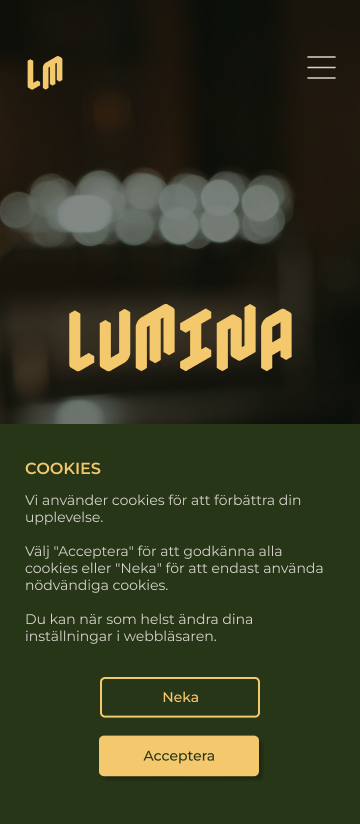 LM
LUMINA
COOKIES
Vi använder cookies för att förbättra din
upplevelse.
Välj "Acceptera" för att godkänna alla
cookies eller "Neka" för att endast använda
nödvändiga cookies.
Du kan när som helst ändra dina
inställningar i webbläsaren.
Neka
Acceptera